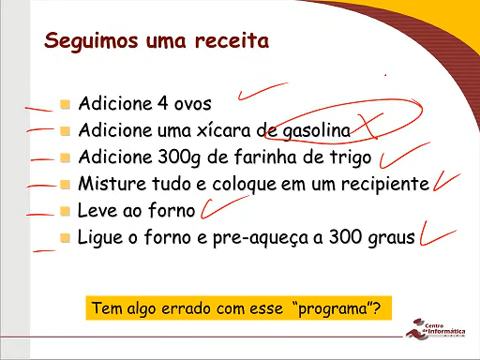 Seguimos uma receita
Adicione 4 ovos
Adicione uma xícara de gasolina
Adicione 300g de farinha de trigo
Misture tudo e coloque em um recipiente
Leve ao forno
Ligue o forno e pre-aqueça a 300 graus
Tem algo errado com esse “programa”?
Centro
de Informática